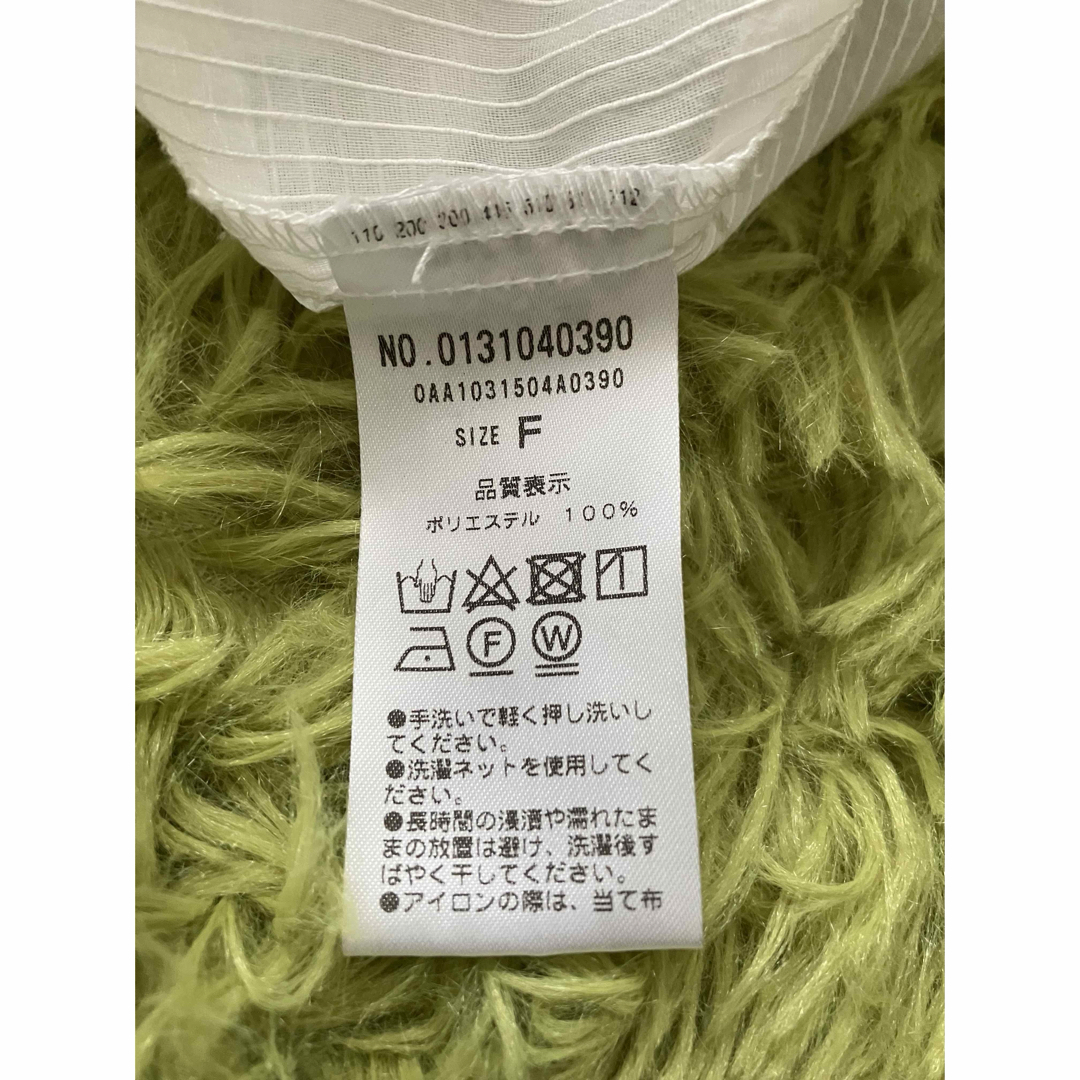 NO.0131040390
0AA1031504A0390
SIZE F
品質表示
ポリエステル 100%
F W
●手洗いで軽く押し洗いし
てください。
●洗濯ネットを使用してく
ださい。
●長時間の浸漬や濡れたま
まの放置は避け、洗濯後す
ばやく干してください。
●アイロンの際は、当て布